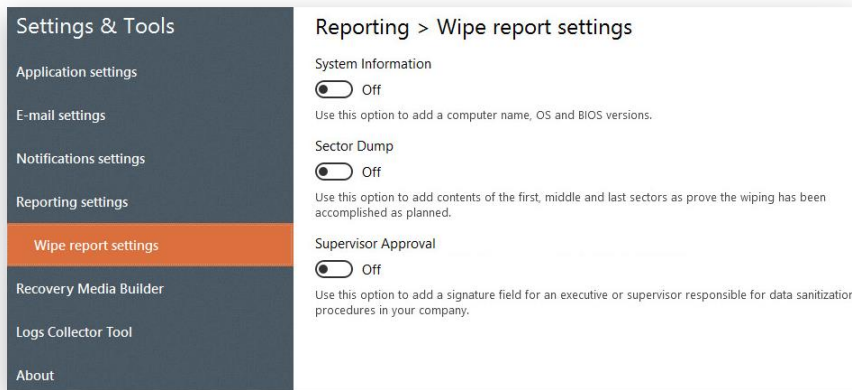 Settings & Tools
Application settings
E-mail settings
Notifications settings
Reporting settings
Wipe report settings
Recovery Media Builder
Logs Collector Tool
About
Reporting > Wipe report settings
System Information
Off
Use this option to add a computer name, OS and BIOS versions.
Sector Dump
Off
Use this option to add contents of the first, middle and last sectors as prove the wiping has been
accomplished as planned.
Supervisor Approval
Off
Use this option to add a signature field for an executive or supervisor responsible for data sanitization
procedures in your company.